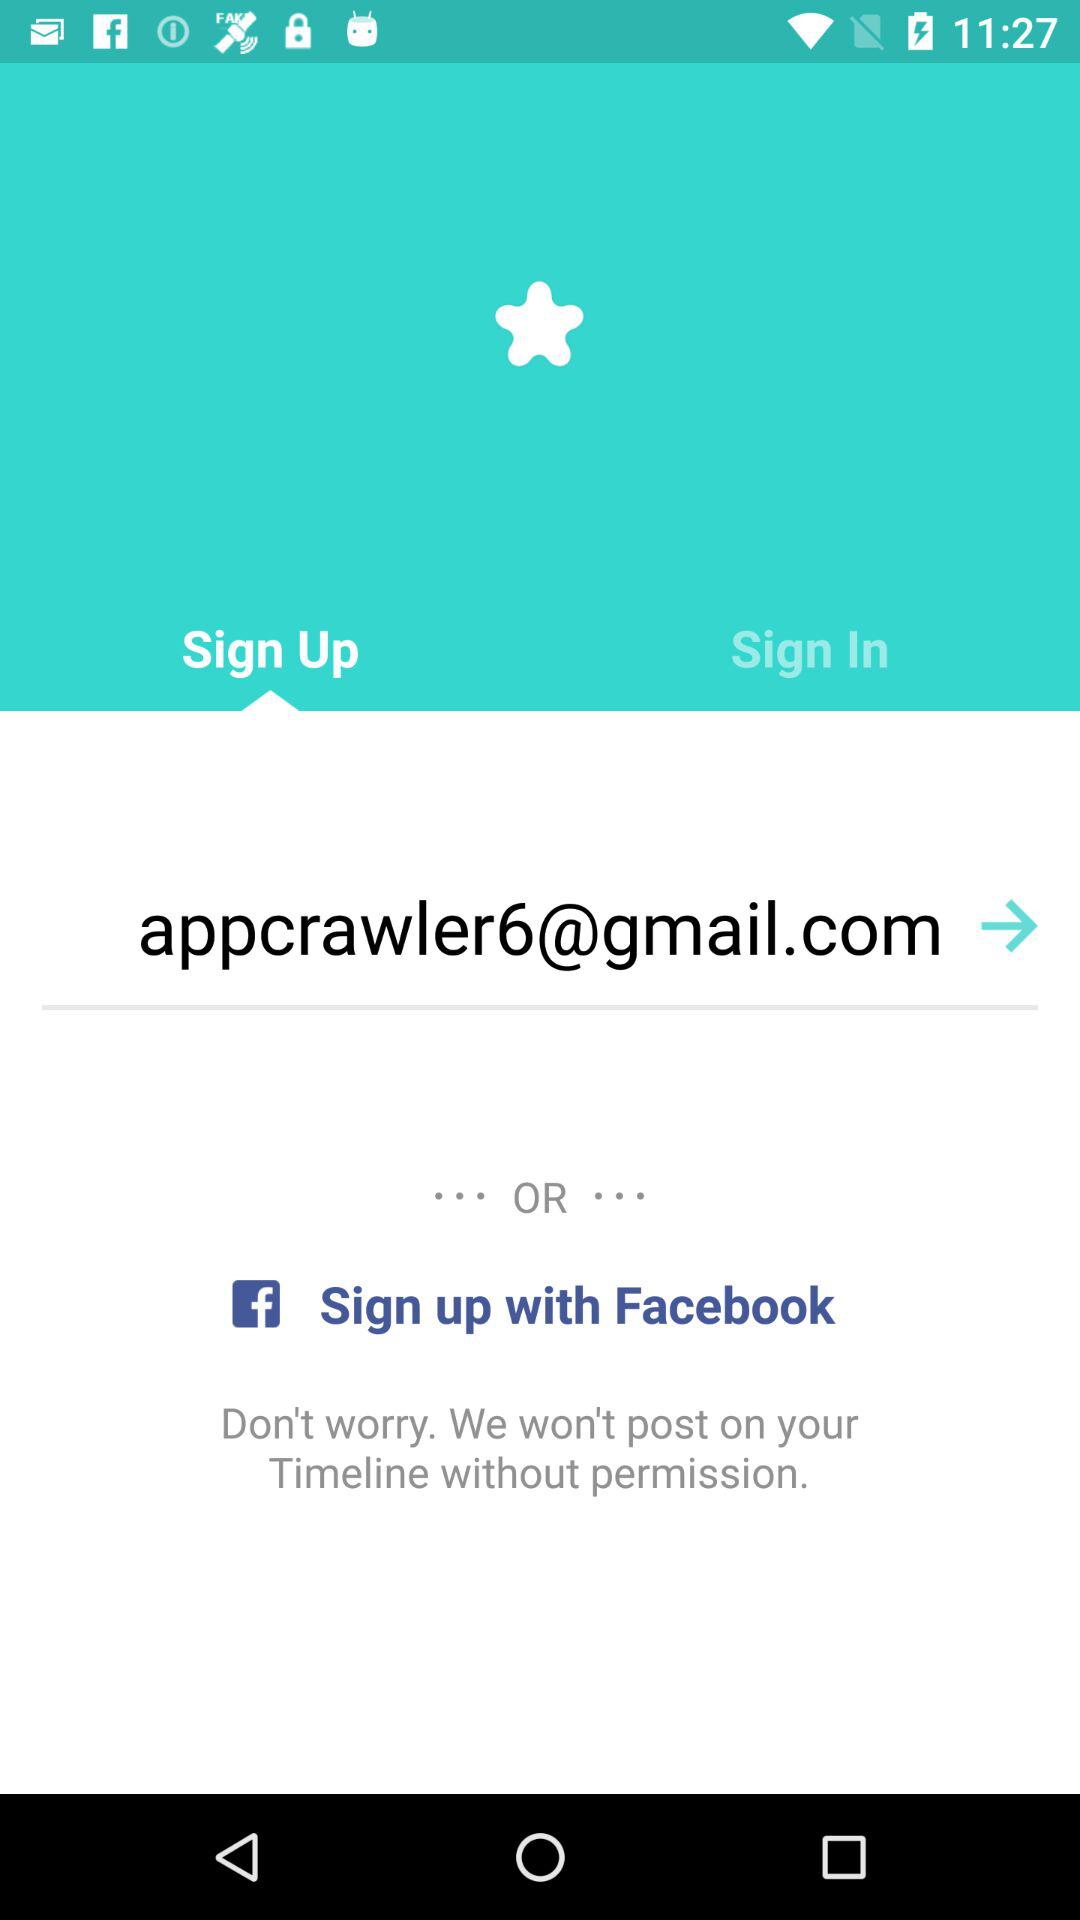 FAKE
11:27
Sign Up
Sign In
appcrawler6@gmail.com
··· OR ···
Sign up with Facebook
Don't worry. We won't post on your
Timeline without permission.